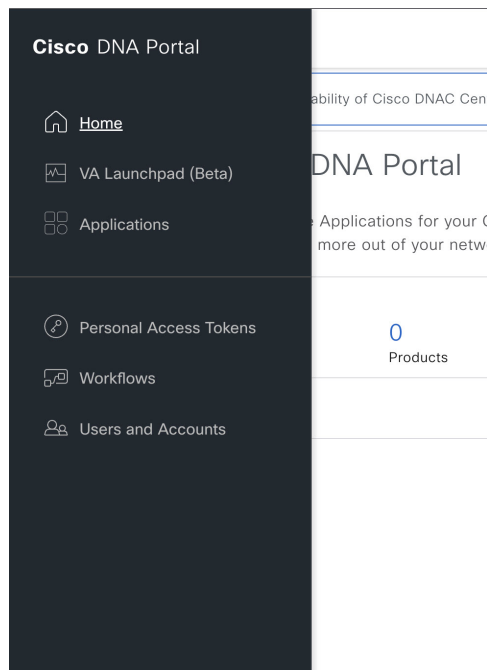 Cisco DNA Portal
Home
VA Launchpad (Beta)
Applications
Personal Access Tokens
Workflows
Users and Accounts
ability of Cisco DNAC Cen
DNA Portal
Applications for your
more out of your netw
0
Products